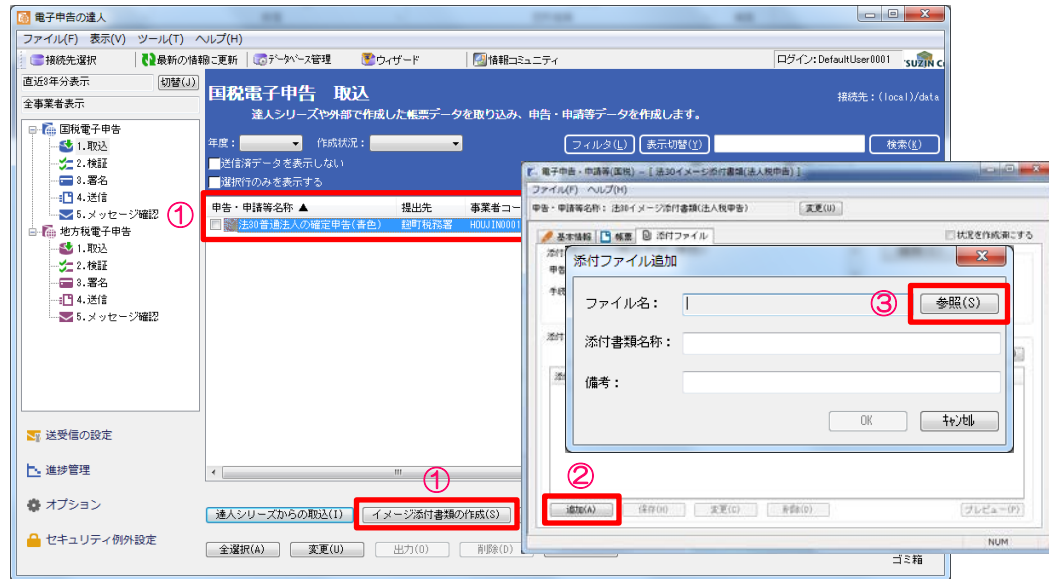 電子申告の達人
ファイル(F) 表示(V) ツール(T) ヘルプ(H)
接続先選択 最新の情報に更新 データベース管理 ウィザード 情報コミュニティ ログイン:DefaultUser0001
直近3年分表示 切替(J)
全事業者表示
国税電子申告
1.取込
2.検証
3.署名
4.送信
5.メッセージ確認
地方税電子申告
1.取込
2.検証
3.署名
4.送信
5.メッセージ確認
送受信の設定
進捗管理
オプション
セキュリティ例外設定
国税電子申告 取込
接続先:(local)/data
達人シリーズや外部で作成した帳票データを取り込み、申告・申請等データを作成します。
年度: 作成状況: フィルタ(L) 表示切替(Y) 検索(K)
送信済データを表示しない
選択行のみを表示する
①
申告・申請等名称 ▲ 提出先 事業者コー
法30普通法人の確定申告(青色) 麹町税務署 HOUJIN0001
①
達人シリーズからの取込(I) イメージ添付書類の作成(S)
全選択(A) 変更(U) 出力(O) 削除(D)
ゴミ箱
電子申告・申請等(国税) - [ 法30イメージ添付書類(法人税申告) ]
ファイル(F) ヘルプ(H)
申告・申請等名称: 法30イメージ添付書類(法人税申告) 変更(U)
基本情報 帳票 添付ファイル 状況を作成済にする
添付ファイル追加
③
ファイル名: 参照(S)
添付書類名称:
備考:
OK キャンセル
②
追加(A) 保存(H) 変更(C) 削除(D) プレビュー(P)
NUM